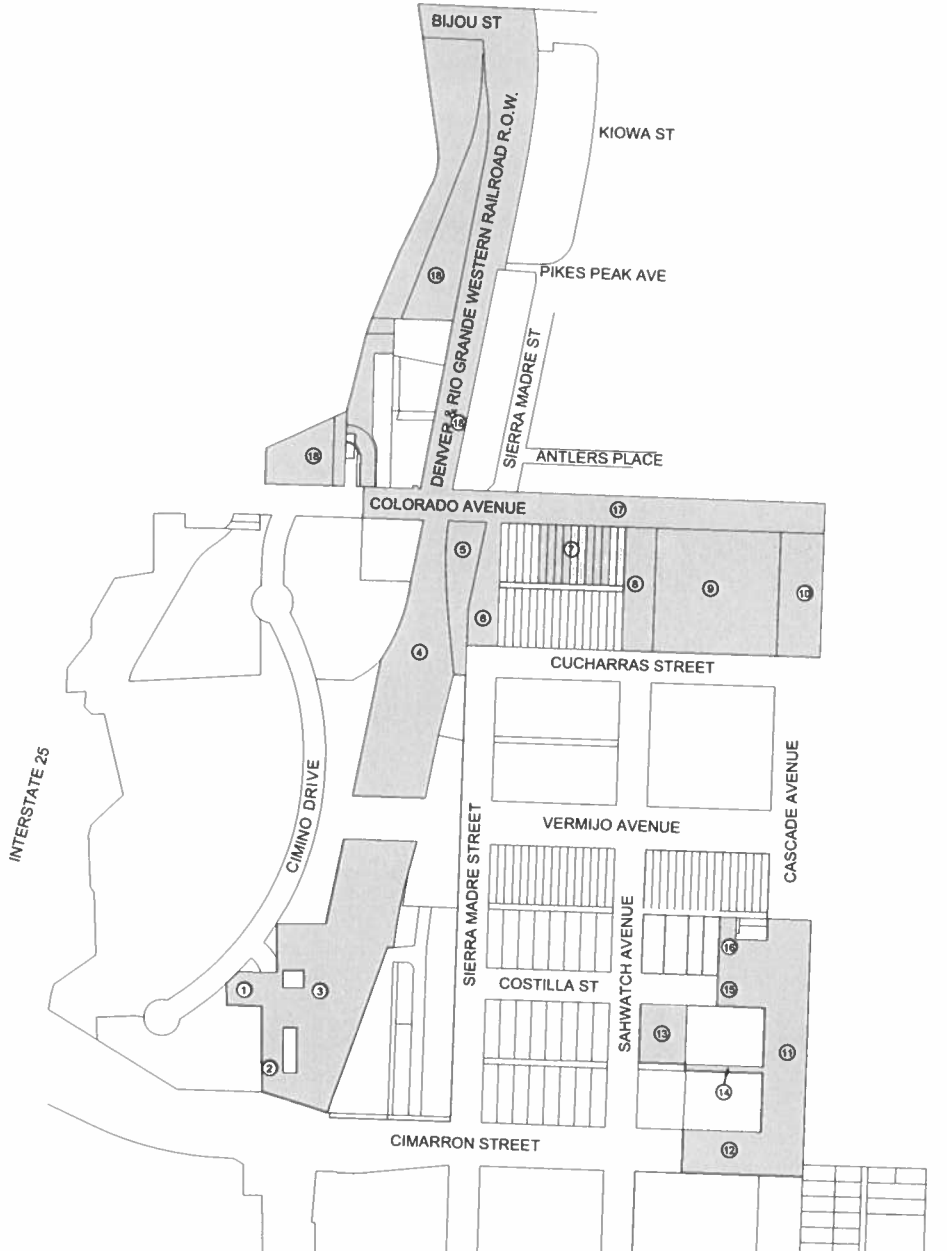 BIJOU ST
KIOWA ST
DENVER & RIO GRANDE WESTERN RAILROAD R.O.W.
PIKES PEAK AVE
18
SIERRA MADRE ST
18
18
ANTLERS PLACE
COLORADO AVENUE
17
5
7
8
9
10
6
4
CUCHARRAS STREET
INTERSTATE 25
CIMINO DRIVE
SIERRA MADRE STREET
VERMIJO AVENUE
CASCADE AVENUE
SAHWATCH AVENUE
16
COSTILLA ST
1
3
15
13
11
2
14
CIMARRON STREET
12